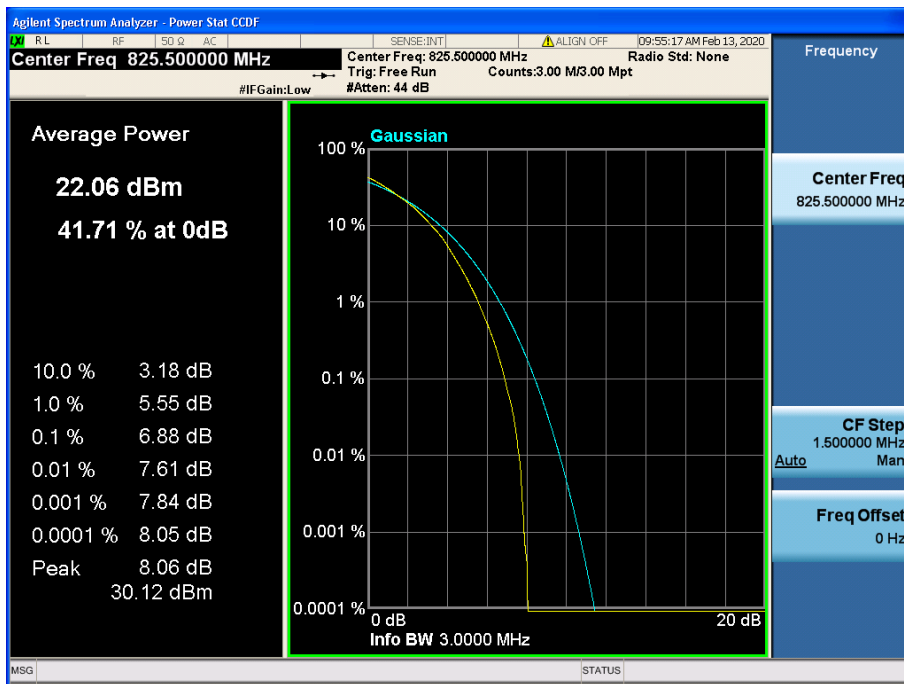 Agilent Spectrum Analyzer - Power Stat CCDF
LXI RL RF 50 Ω AC SENSE:INT ALIGN OFF 09:55:17 AM Feb 13, 2020
Center Freq 825.500000 MHz
Center Freq: 825.500000 MHz Radio Std: None
Trig: Free Run Counts:3.00 M/3.00 Mpt
#IFGain:Low #Atten: 44 dB
Average Power
22.06 dBm
41.71 % at 0dB
10.0 % 3.18 dB
1.0 % 5.55 dB
0.1 % 6.88 dB
0.01 % 7.61 dB
0.001 % 7.84 dB
0.0001 % 8.05 dB
Peak 8.06 dB
30.12 dBm
Gaussian
100 %
10 %
1 %
0.1 %
0.01 %
0.001 %
0.0001 %
0 dB 20 dB
Info BW 3.0000 MHz
Frequency
Center Freq
825.500000 MHz
CF Step
1.500000 MHz
Auto Man
Freq Offset
0 Hz
MSG STATUS